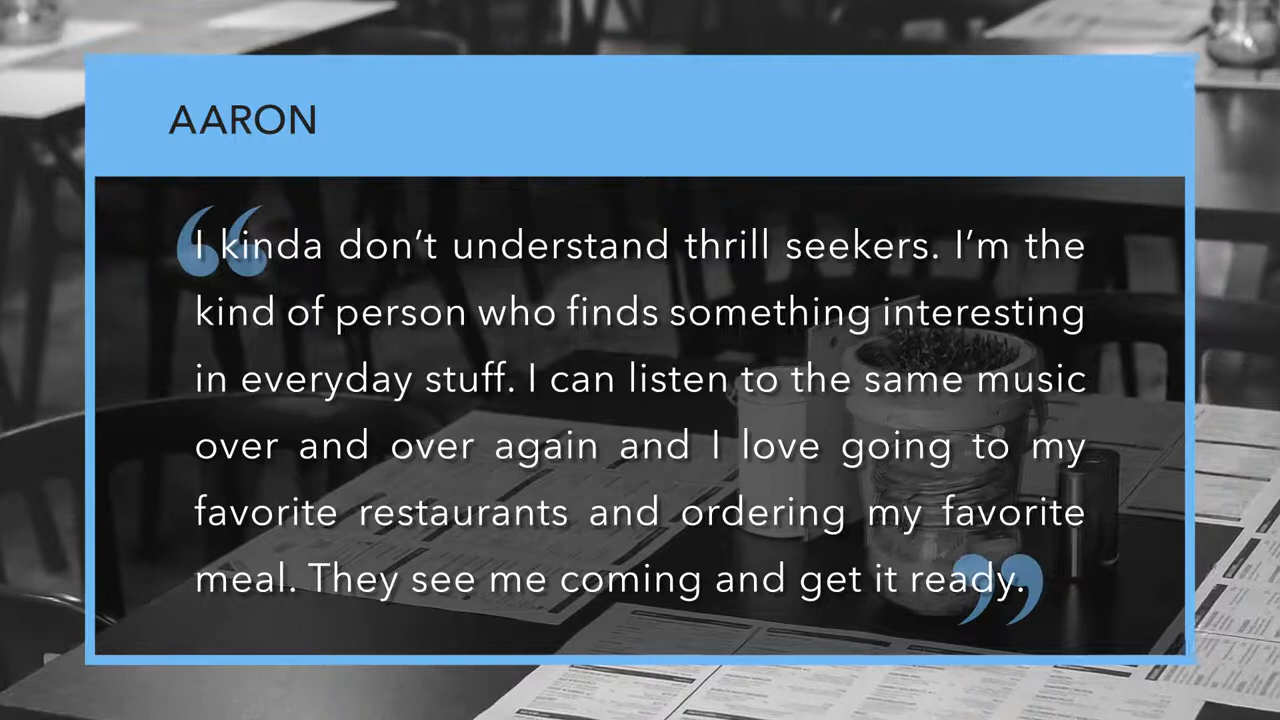 AARON
“I kinda don’t understand thrill seekers. I’m the
kind of person who finds something interesting
in everyday stuff. I can listen to the same music
over and over again and I love going to my
favorite restaurants and ordering my favorite
meal. They see me coming and get it ready.”